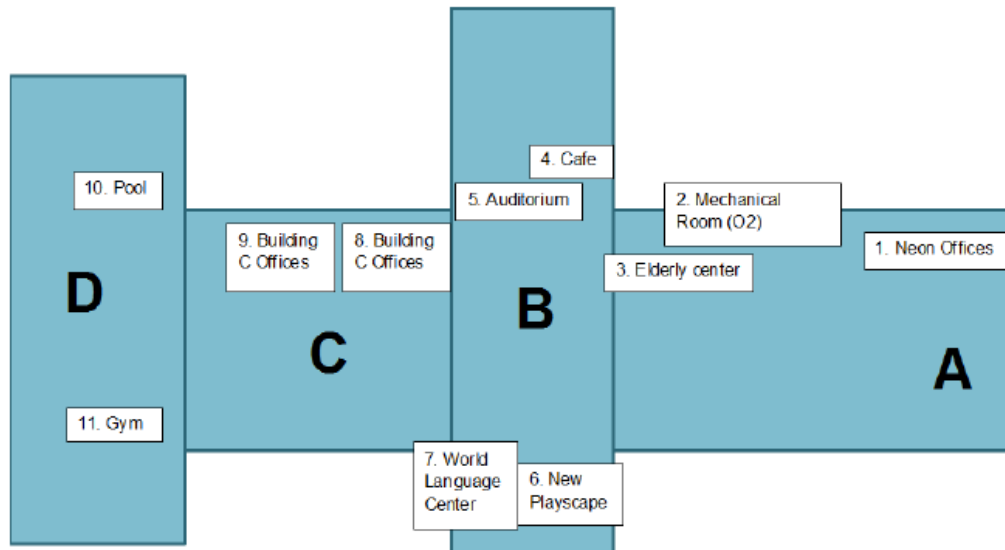 4. Cafe
10. Pool
5. Auditorium
2. Mechanical
Room (O2)
9. Building
C Offices
8. Building
C Offices
1. Neon Offices
3. Elderly center
D
B
C
A
11. Gym
7. World
Language
Center
6. New
Playscape